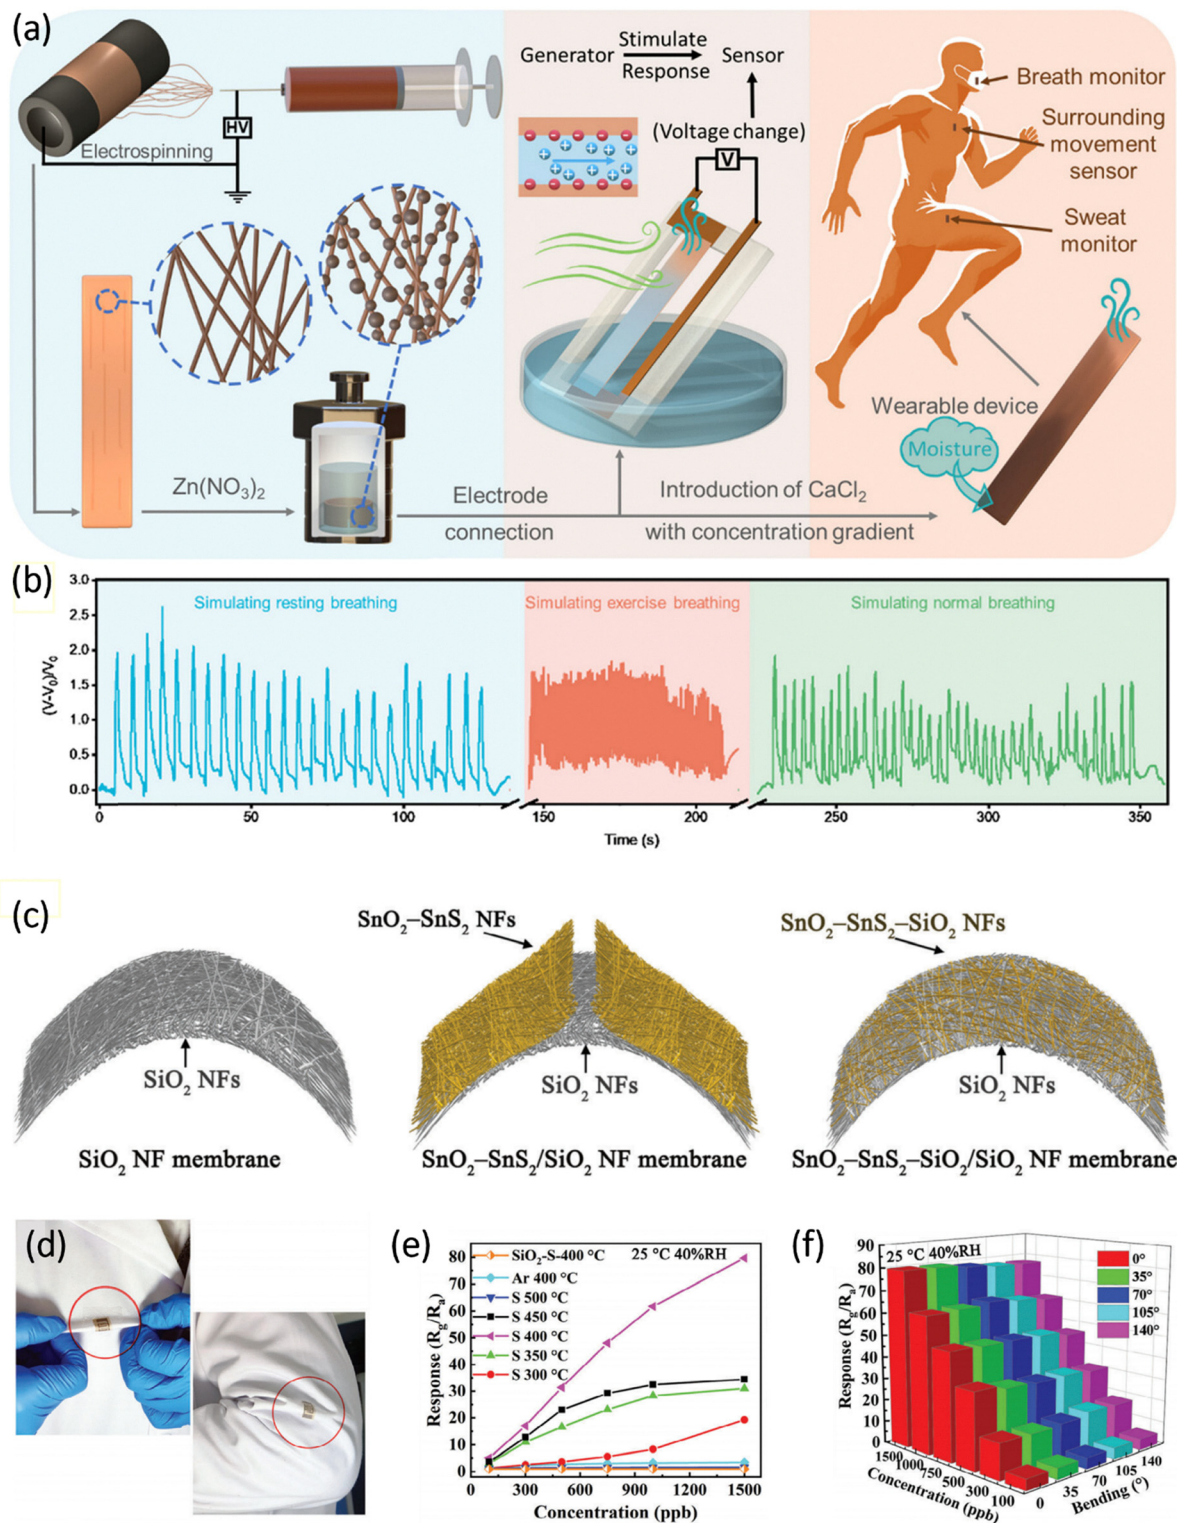 (a)
Generator
Stimulate
Response
Sensor
(Voltage change)
V
HV
Electrospinning
Breath monitor
Surrounding
movement
sensor
Sweat
monitor
Wearable device
Moisture
Zn(NO3)2
Electrode
connection
Introduction of CaCl2
with concentration gradient
(b)
3.0
2.5
2.0
1.5
1.0
0.5
0.0
(V-V0)/V0
Simulating resting breathing
Simulating exercise breathing
Simulating normal breathing
0
50
100
150
200
250
300
350
Time (s)
(c)
SnO2–SnS2 NFs
SnO2–SnS2–SiO2 NFs
SiO2 NFs
SiO2 NFs
SiO2 NFs
SiO2 NF membrane
SnO2–SnS2/SiO2 NF membrane
SnO2–SnS2–SiO2/SiO2 NF membrane
(d)
(e)
80
70
60
50
40
30
20
10
0
Response (Rg/Ra)
SiO2-S-400 °C
25 °C 40%RH
Ar 400 °C
S 500 °C
S 450 °C
S 400 °C
S 350 °C
S 300 °C
0
300
600
900
1200
1500
Concentration (ppb)
(f)
90
80
70
60
50
40
30
20
10
0
Response (Rg/Ra)
25 °C 40%RH
0°
35°
70°
105°
140°
1500
1000
750
500
300
100
Concentration (ppb)
0
35
70
105
140
Bending (°)